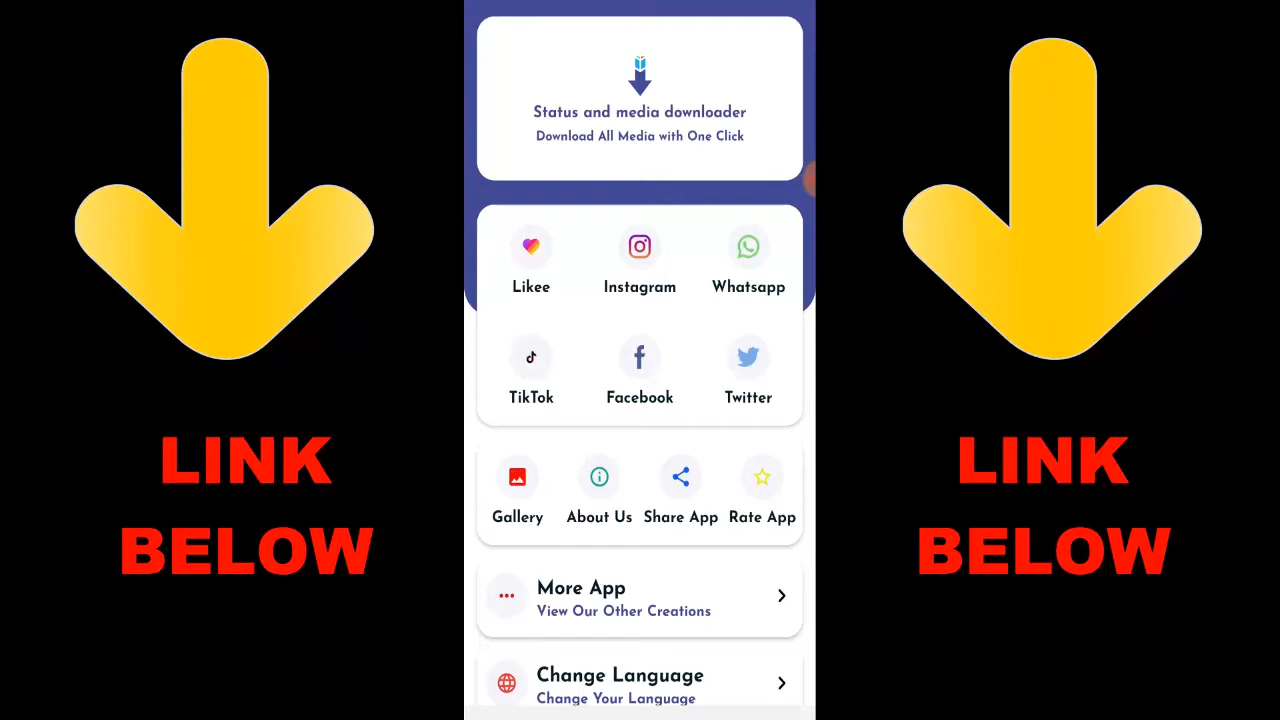 Status and media downloader
Download All Media with One Click
Likee Instagram Whatsapp
TikTok Facebook Twitter
Gallery About Us Share App Rate App
More App
View Our Other Creations
Change Language
Change Your Language
LINK
BELOW
LINK
BELOW